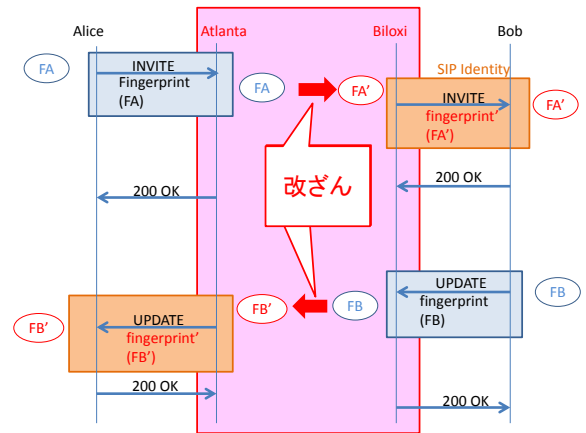 Alice
Atlanta
Biloxi
Bob
SIP Identity
FA
INVITE
Fingerprint
(FA)
FA
FA’
INVITE
fingerprint’
(FA’)
FA’
改ざん
200 OK
200 OK
UPDATE
fingerprint
(FB)
FB
FB’
FB
FB’
UPDATE
fingerprint’
(FB’)
200 OK
200 OK